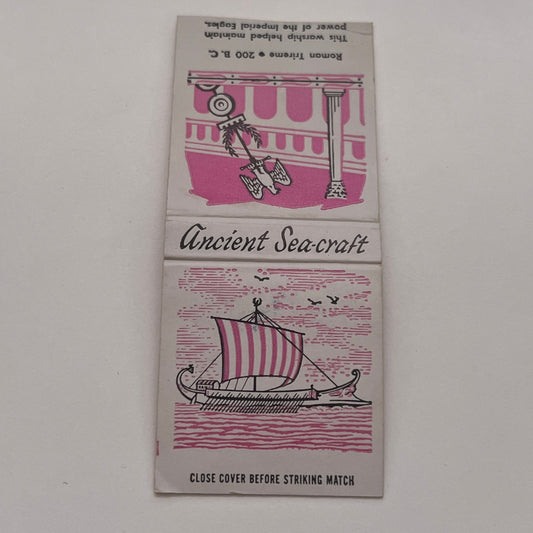 Roman Trireme • 200 B. C.
This warship helped maintain
power of the Imperial Eagles.
Ancient Sea-craft
CLOSE COVER BEFORE STRIKING MATCH